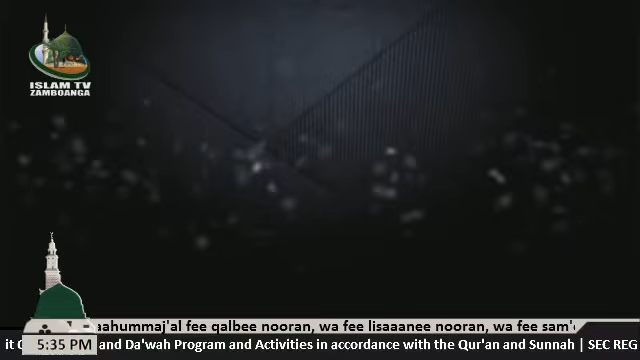 ISLAM TV
ZAMBOANGA
aahummaj'al fee qalbee nooran, wa fee lisaaanee nooran, wa fee sam'
it
5:35 PM and Da'wah Program and Activities in accordance with the Qur'an and Sunnah | SEC REG